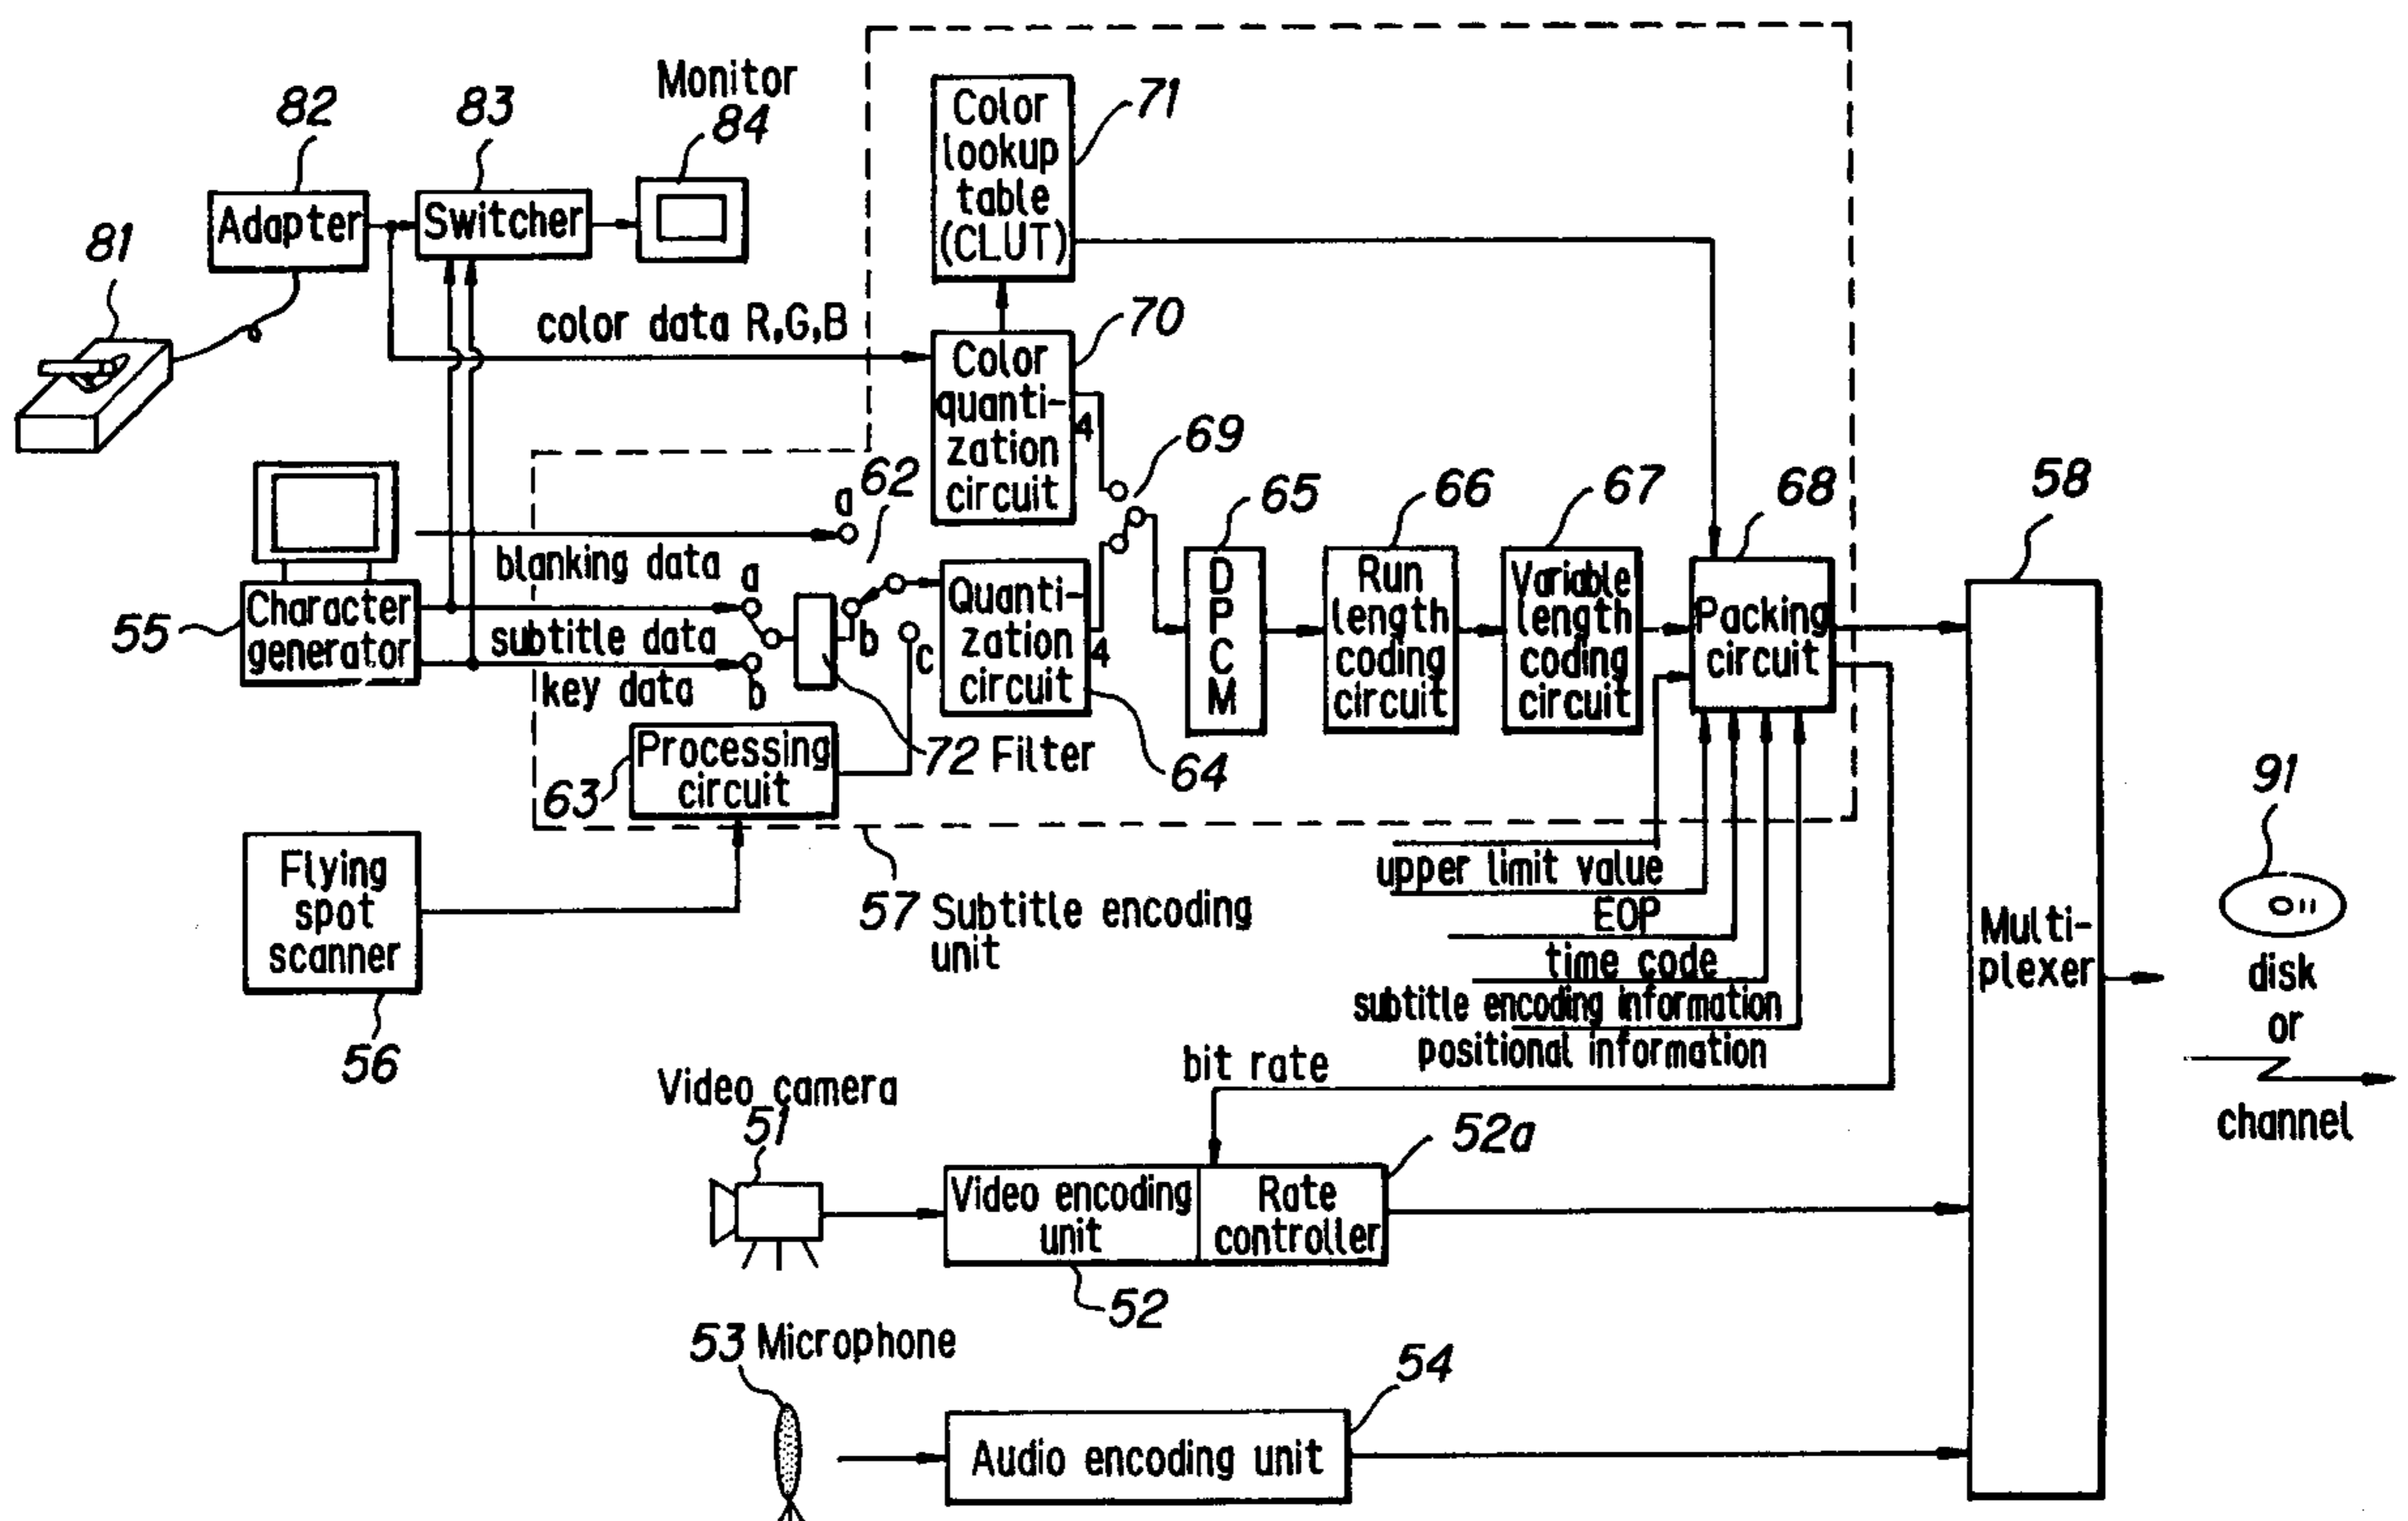 Monitor
84
82
83
81
Adapter
Switcher
Color
lookup
table
(CLUT)
71
color data R,G,B
Color
quanti-
zation
circuit
70
4
69
62
a
blanking data
a
subtitle data
key data
b
b
c
55
Character
generator
72 Filter
Quanti-
zation
circuit
4
64
65
D
P
C
M
66
Run
length
coding
circuit
67
Variable
length
coding
circuit
68
Packing
circuit
58
Multi-
plexer
63
Processing
circuit
Flying
spot
scanner
56
57 Subtitle encoding
unit
upper limit value
EOP
time code
subtitle encoding information
positional information
bit rate
91
disk
or
channel
Video camera
51
Video encoding
unit
Rate
controller
52a
52
53 Microphone
54
Audio encoding unit